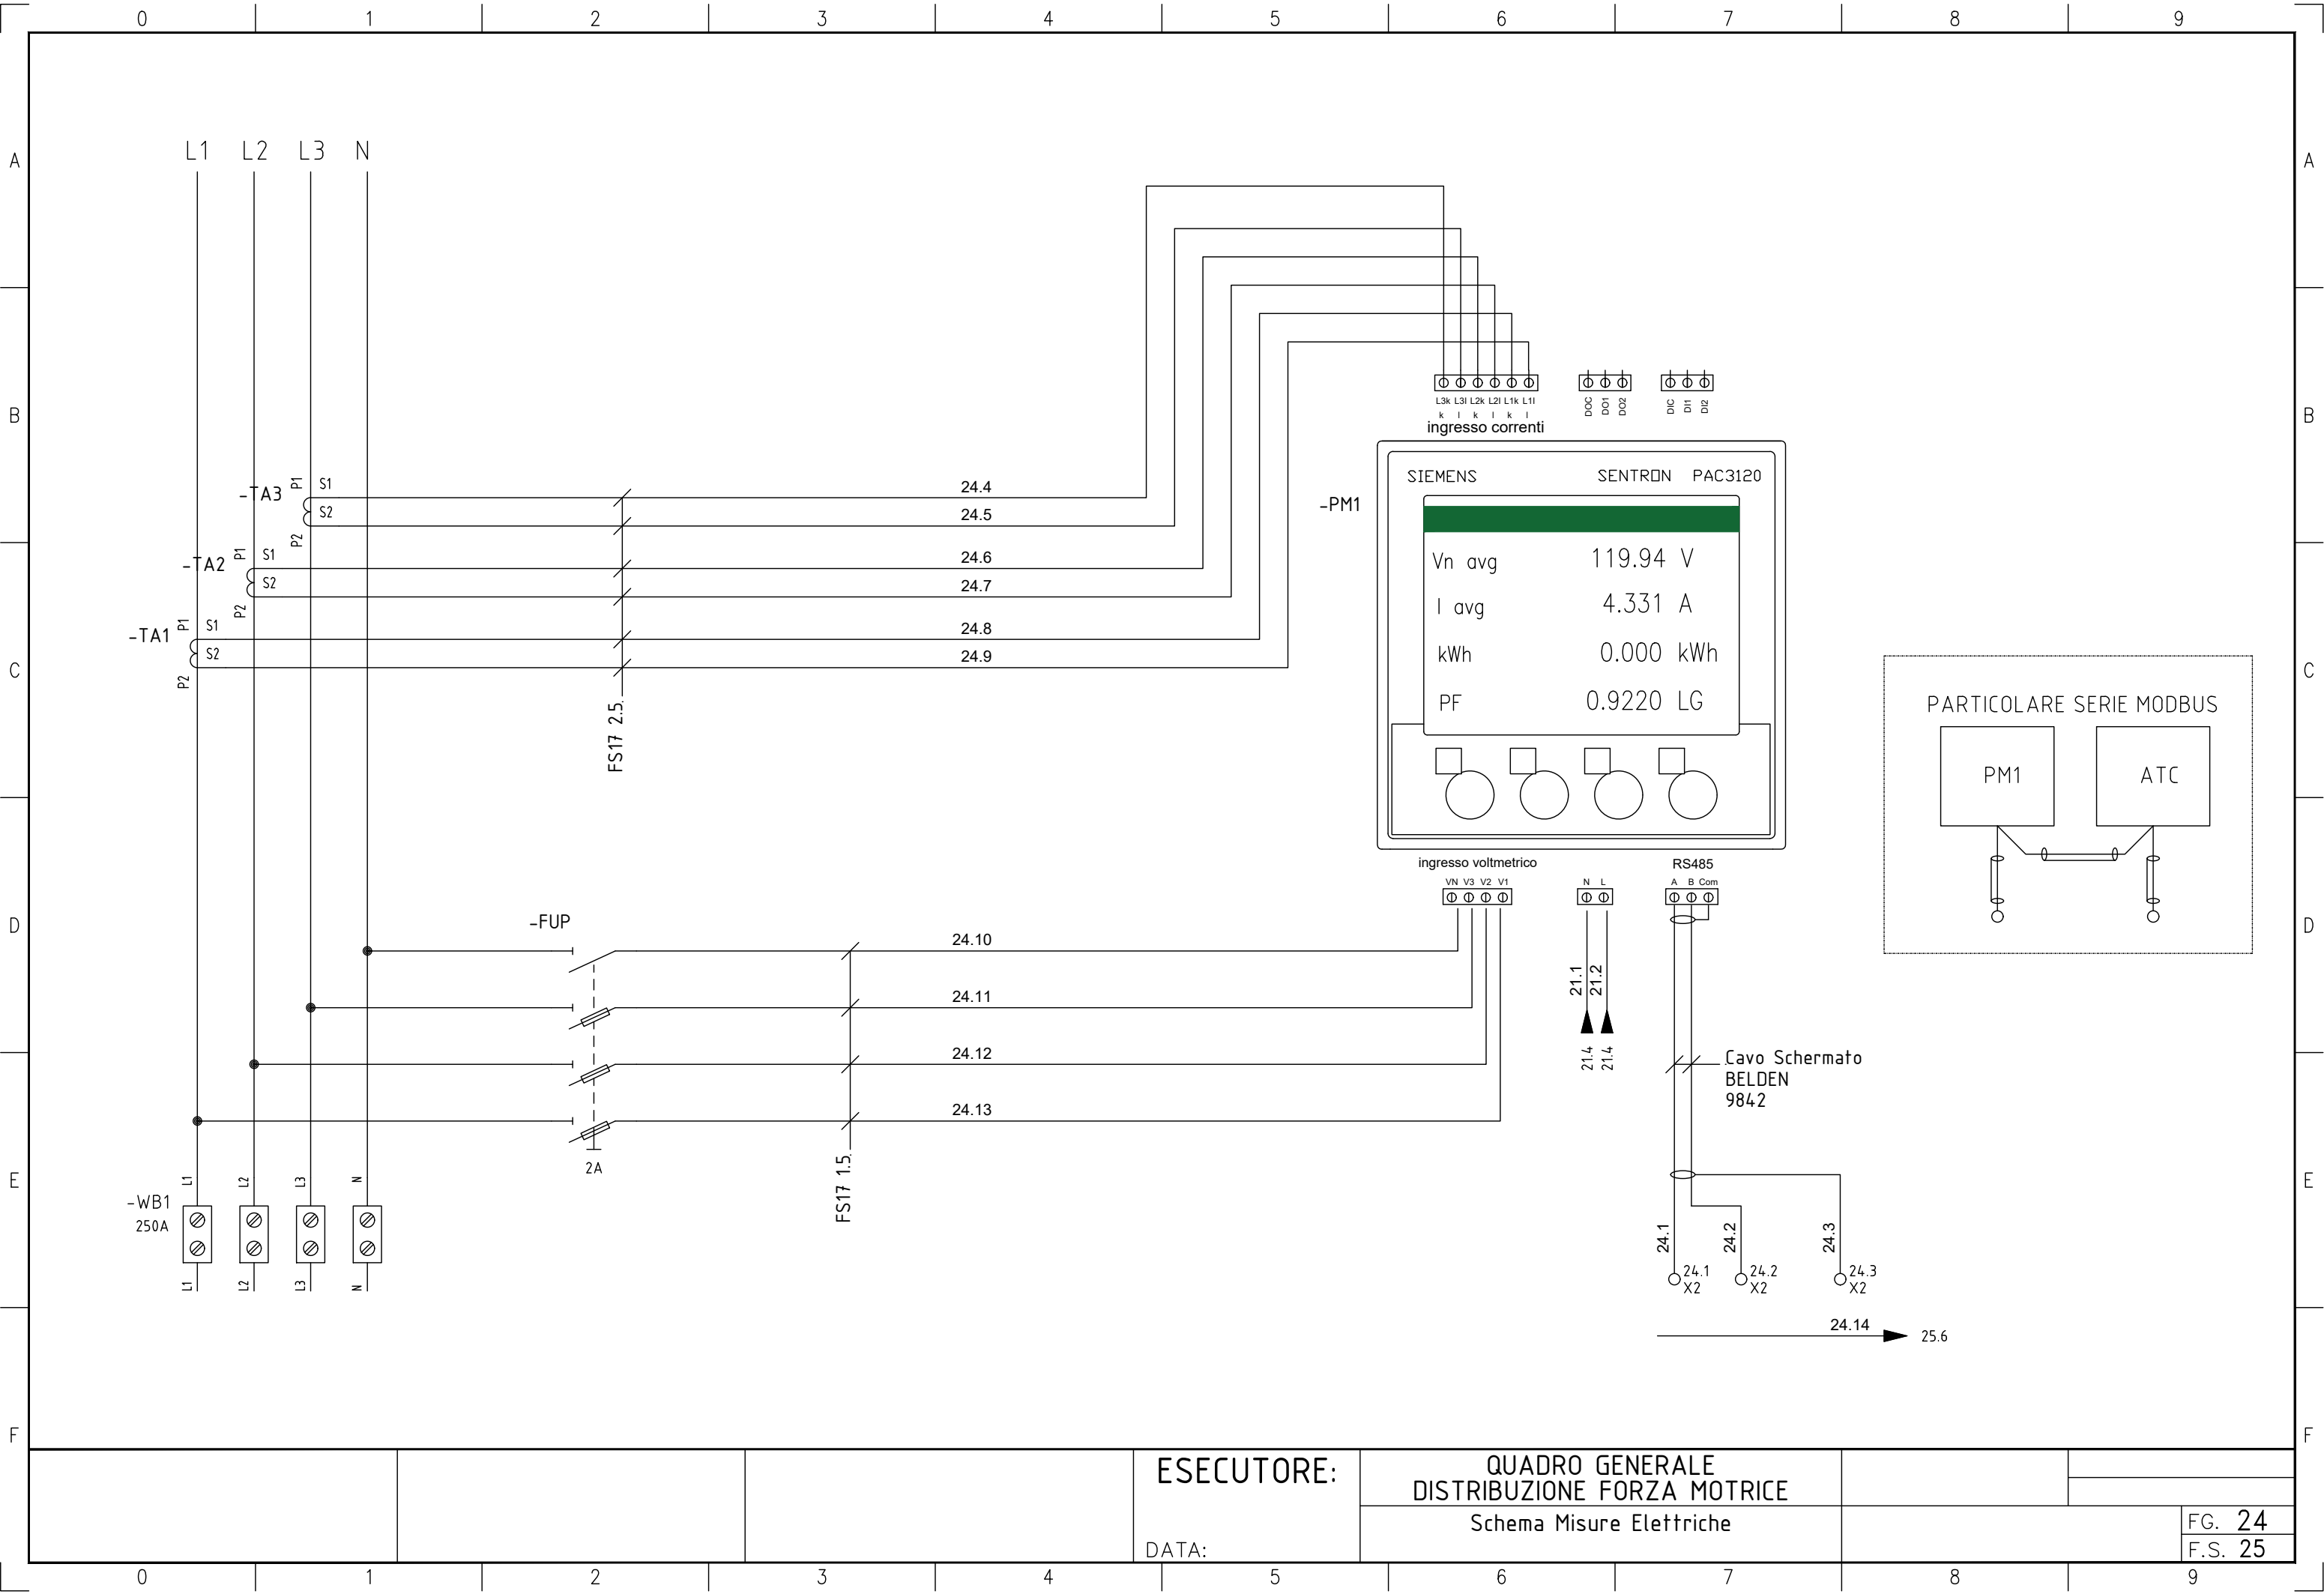 0 1 2 3 4 5 6 7 8 9
A A
B B
C C
D D
E E
F F
L1 L2 L3 N
-TA3 P1 S1
S2
P2
-TA2 P1 S1
S2
P2
-TA1 P1 S1
S2
P2
24.4
24.5
24.6
24.7
24.8
24.9
FS17 2.5
L3k L3l L2k L2l L1k L1l
k l k l k l
ingresso correnti
DOC DO1 DO2
DIC DI1 DI2
-PM1
SIEMENS SENTRON PAC3120
Vn avg 119.94 V
I avg 4.331 A
kWh 0.000 kWh
PF 0.9220 LG
PARTICOLARE SERIE MODBUS
PM1 ATC
ingresso voltmetrico
VN V3 V2 V1
N L
RS485
A B Com
-FUP
24.10
24.11
24.12
24.13
2A
FS17 1.5
21.1 21.2
21.4 21.4
Cavo Schermato
BELDEN
9842
-WB1
250A
L1 L2 L3 N
L1 L2 L3 N
24.1 24.2 24.3
24.1
X2
24.2
X2
24.3
X2
24.14
25.6
ESECUTORE:
DATA:
QUADRO GENERALE
DISTRIBUZIONE FORZA MOTRICE
Schema Misure Elettriche
FG. 24
F.S. 25
0 1 2 3 4 5 6 7 8 9